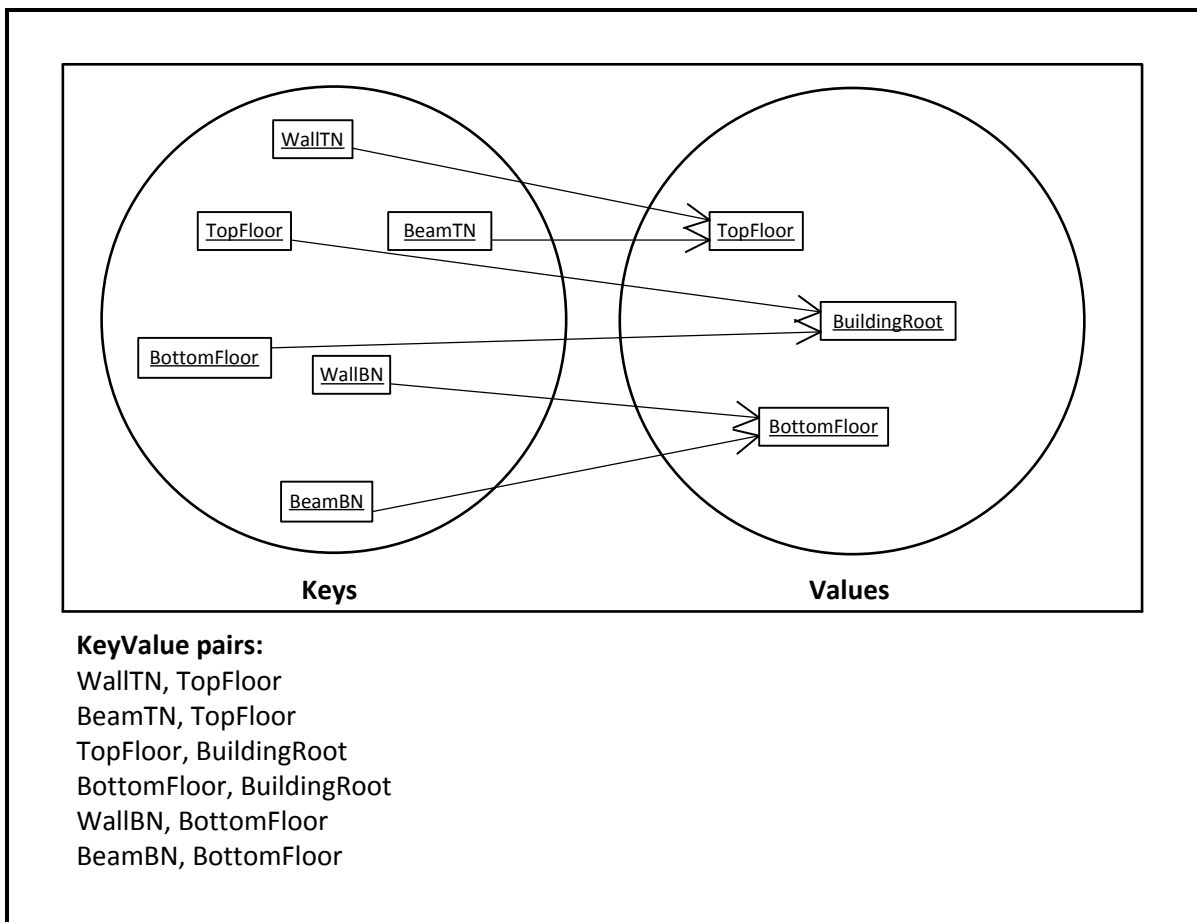 WallTN
TopFloor
BeamTN
TopFloor
BuildingRoot
BottomFloor
WallBN
BottomFloor
BeamBN
Keys
Values
KeyValue pairs:
WallTN, TopFloor
BeamTN, TopFloor
TopFloor, BuildingRoot
BottomFloor, BuildingRoot
WallBN, BottomFloor
BeamBN, BottomFloor